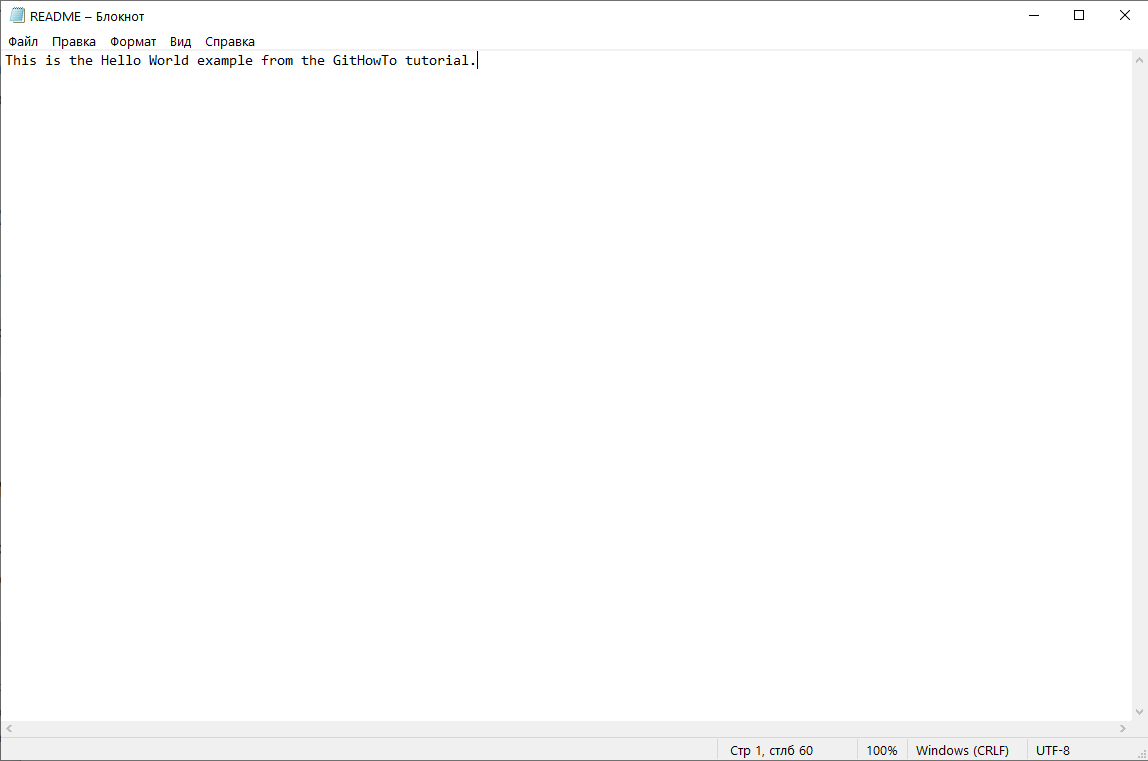 README – Блокнот
Файл Правка Формат Вид Справка
This is the Hello World example from the GitHowTo tutorial.
Стр 1, стлб 60 100% Windows (CRLF) UTF-8